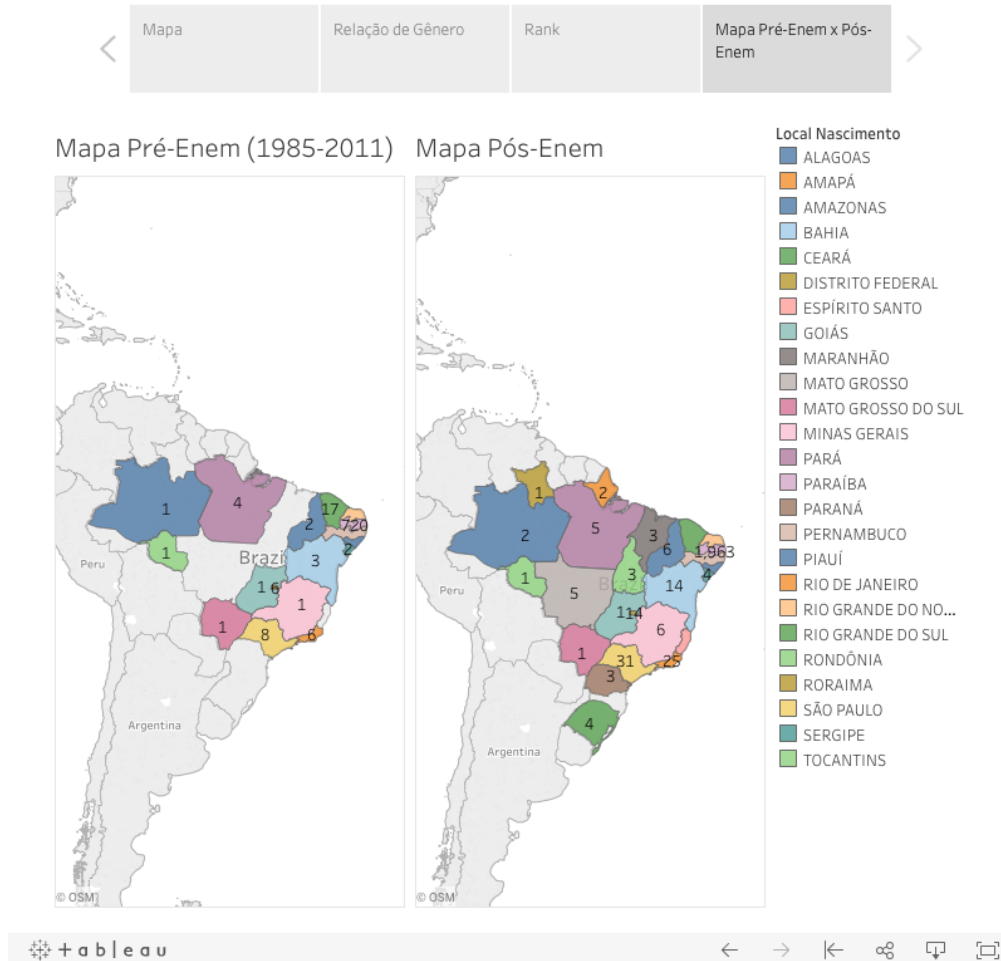 Mapa
Relação de Gênero
Rank
Mapa Pré-Enem x Pós-
Enem
Mapa Pré-Enem (1985-2011)
Mapa Pós-Enem
Local Nascimento
ALAGOAS
AMAPÁ
AMAZONAS
BAHIA
CEARÁ
DISTRITO FEDERAL
ESPÍRITO SANTO
GOIÁS
MARANHÃO
MATO GROSSO
MATO GROSSO DO SUL
MINAS GERAIS
PARÁ
PARAÍBA
PARANÁ
PERNAMBUCO
PIAUÍ
RIO DE JANEIRO
RIO GRANDE DO NO...
RIO GRANDE DO SUL
RONDÔNIA
RORAIMA
SÃO PAULO
SERGIPE
TOCANTINS
1
4
17
2
720
2
1
Peru
Brazi
3
1 6
1
1
8
6
Argentina
© OSM
1
2
2
5
3
6
1,963
4
1
Peru
3
5
14
114
6
1
31
25
3
4
Argentina
© OSM
+ a b l e a u